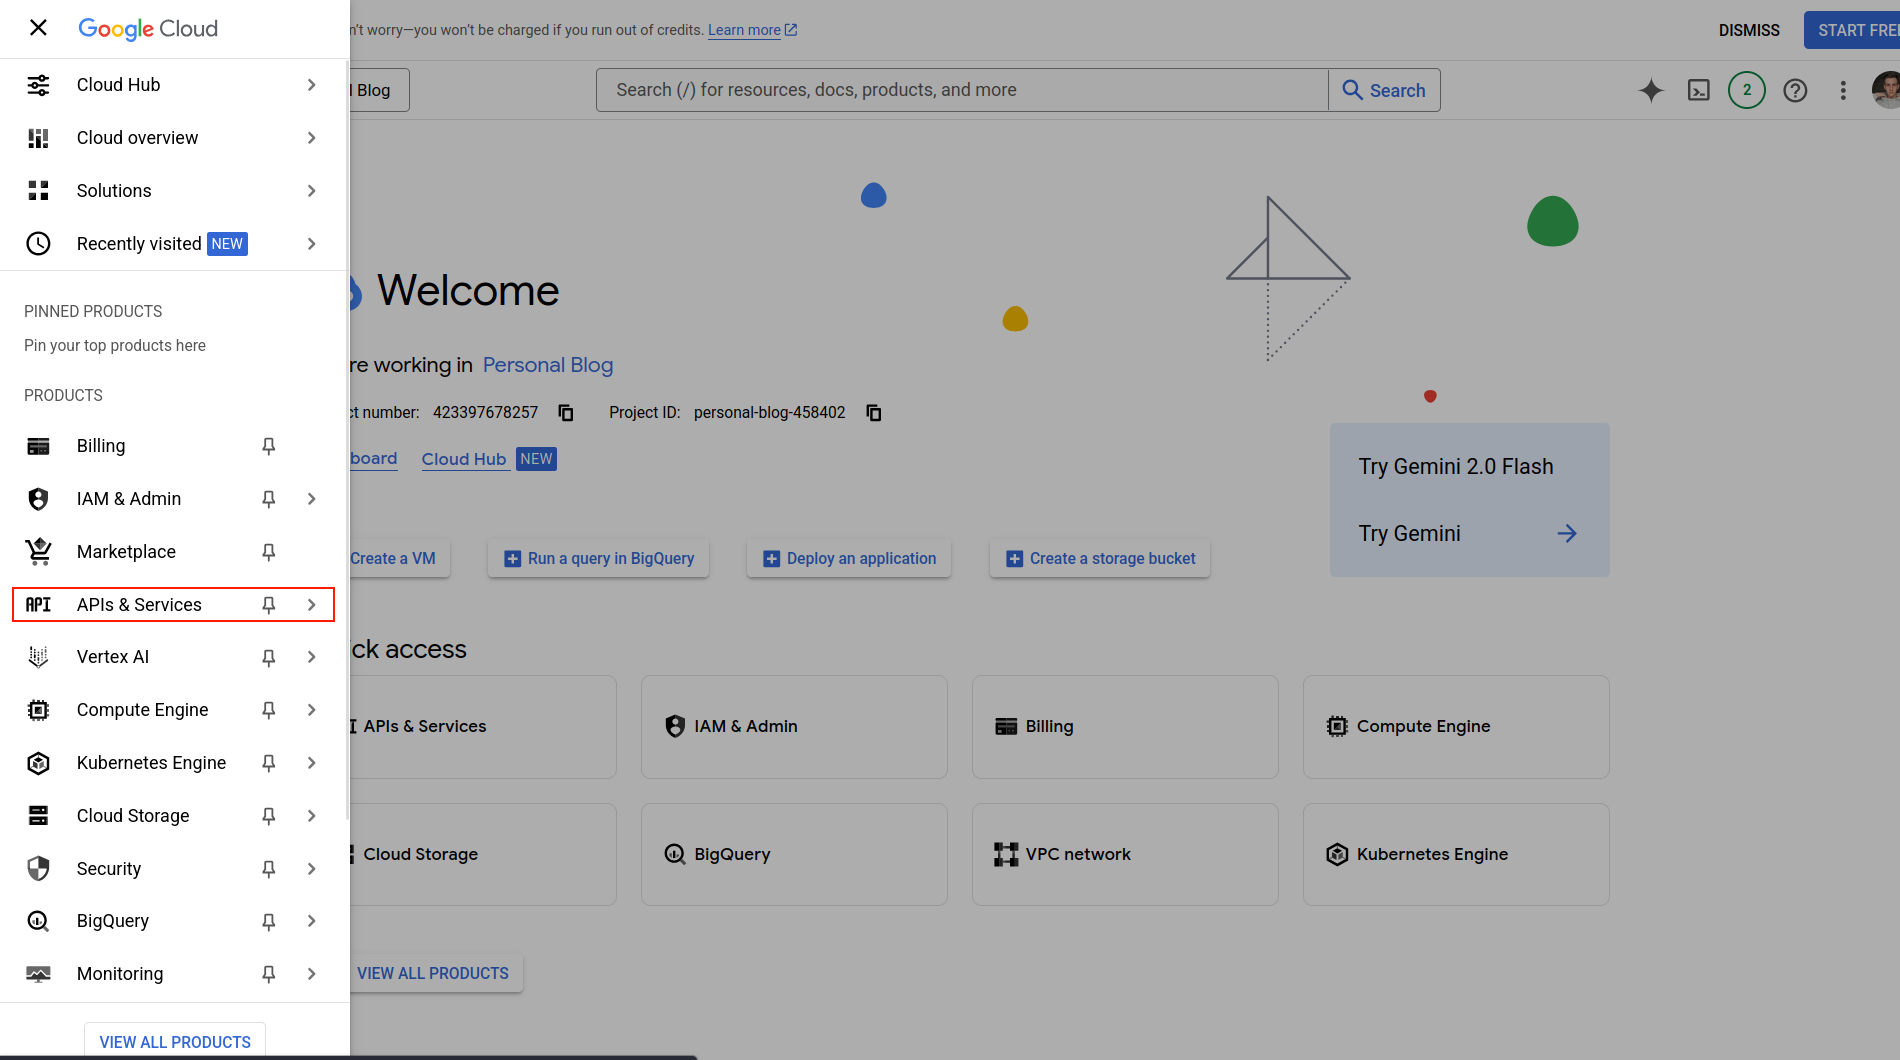 Google Cloud
n't worry—you won't be charged if you run out of credits. Learn more
DISMISS
START FREE
Cloud Hub
l Blog
Search (/) for resources, docs, products, and more
Search
2
Cloud overview
Solutions
Recently visited NEW
Welcome
PINNED PRODUCTS
Pin your top products here
re working in Personal Blog
PRODUCTS
ct number: 423397678257
Project ID: personal-blog-458402
board
Cloud Hub NEW
Try Gemini 2.0 Flash
Try Gemini
Billing
IAM & Admin
Marketplace
Create a VM
Run a query in BigQuery
Deploy an application
Create a storage bucket
API APIs & Services
ck access
Vertex AI
Compute Engine
Kubernetes Engine
Cloud Storage
Security
BigQuery
Monitoring
VIEW ALL PRODUCTS
I APIs & Services
IAM & Admin
Billing
Compute Engine
Cloud Storage
BigQuery
VPC network
Kubernetes Engine
VIEW ALL PRODUCTS